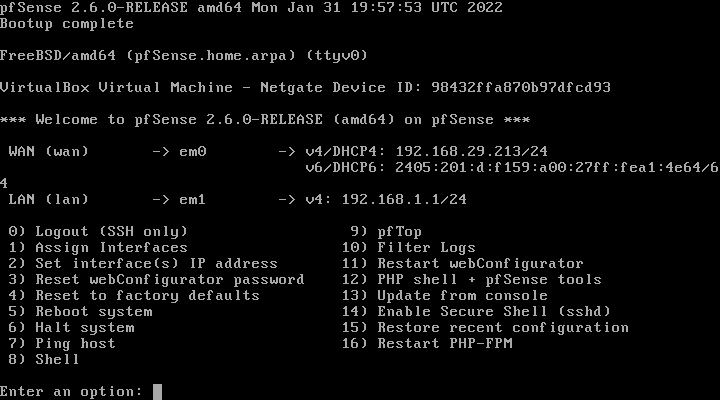 pfSense 2.6.0-RELEASE amd64 Mon Jan 31 19:57:53 UTC 2022
Bootup complete
FreeBSD/amd64 (pfSense.home.arpa) (ttyv0)
VirtualBox Virtual Machine - Netgate Device ID: 98432ffa870b97dfcd93
*** Welcome to pfSense 2.6.0-RELEASE (amd64) on pfSense ***
WAN (wan)       -> em0        -> v4/DHCP4: 192.168.29.213/24
v6/DHCP6: 2405:201:d:f159:a00:27ff:fea1:4e64/6
4
LAN (lan)       -> em1        -> v4: 192.168.1.1/24
0) Logout (SSH only)                  9) pfTop
1) Assign Interfaces                 10) Filter Logs
2) Set interface(s) IP address       11) Restart webConfigurator
3) Reset webConfigurator password    12) PHP shell + pfSense tools
4) Reset to factory defaults         13) Update from console
5) Reboot system                     14) Enable Secure Shell (sshd)
6) Halt system                       15) Restore recent configuration
7) Ping host                         16) Restart PHP-FPM
8) Shell
Enter an option: